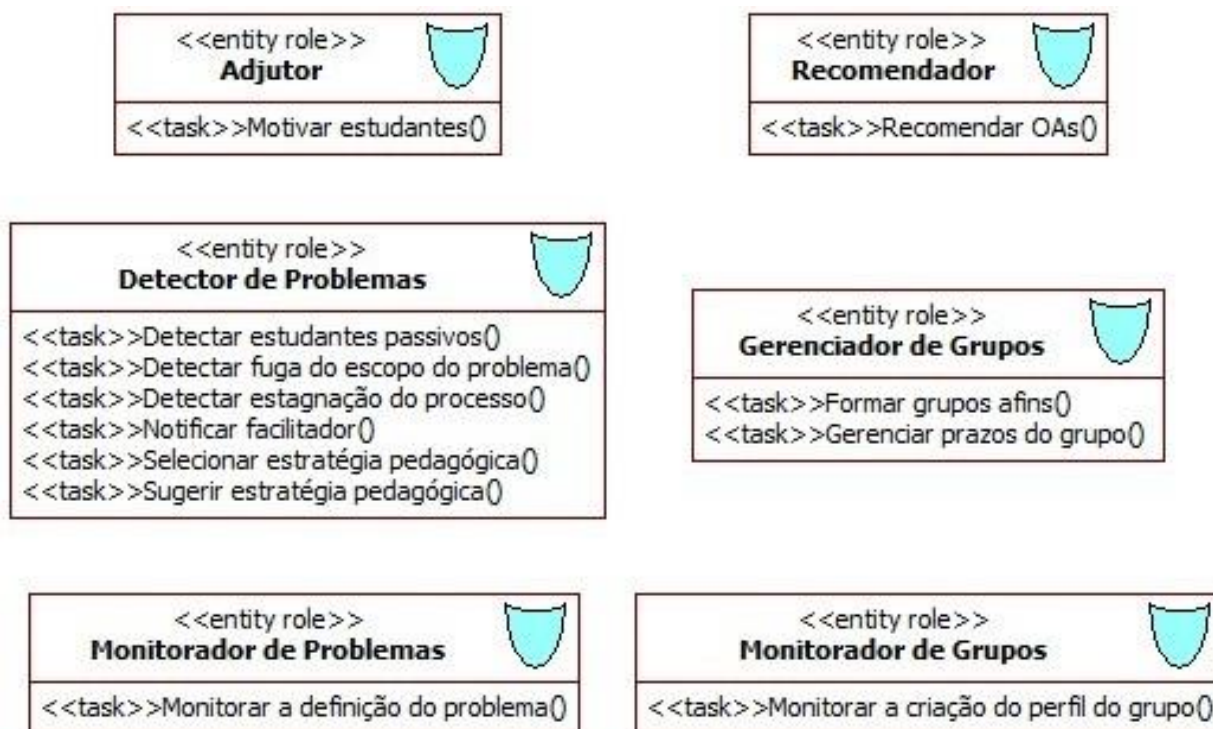 <<entity role>>
Adjutor
<<task>>Motivar estudantes()
<<entity role>>
Recomendador
<<task>>Recomendar OAs()
<<entity role>>
Detector de Problemas
<<task>>Detectar estudantes passivos()
<<task>>Detectar fuga do escopo do problema()
<<task>>Detectar estagnação do processo()
<<task>>Notificar facilitador()
<<task>>Selecionar estratégia pedagógica()
<<task>>Sugerir estratégia pedagógica()
<<entity role>>
Gerenciador de Grupos
<<task>>Formar grupos afins()
<<task>>Gerenciar prazos do grupo()
<<entity role>>
Monitorador de Problemas
<<task>>Monitorar a definição do problema()
<<entity role>>
Monitorador de Grupos
<<task>>Monitorar a criação do perfil do grupo()